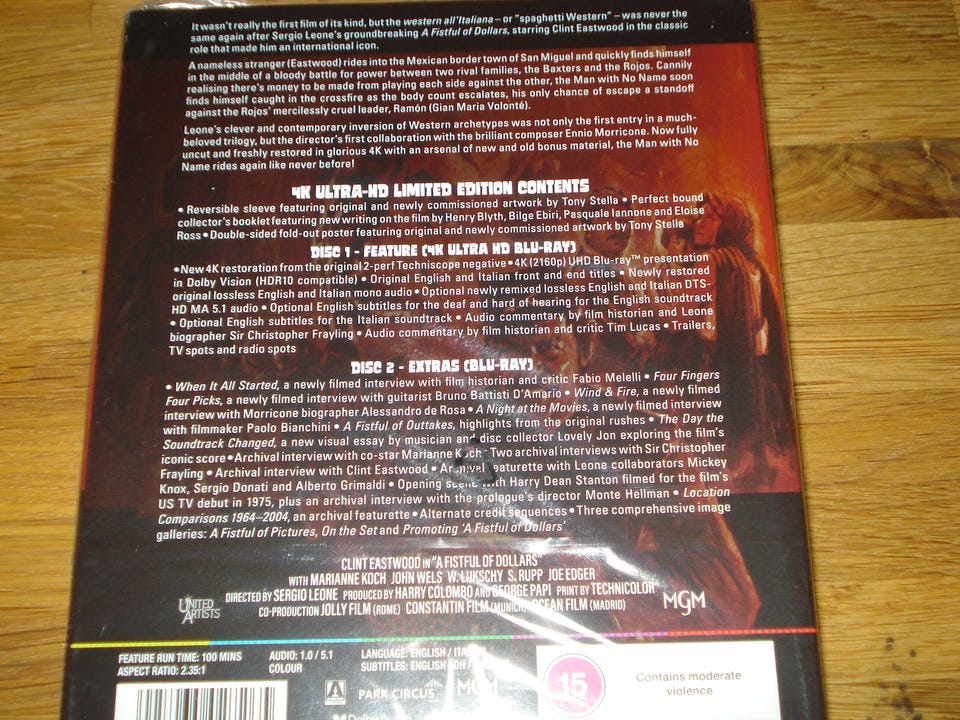 It wasn't really the first film of its kind, but the western all'Italiana – or "spaghetti Western" – was never the
same again after Sergio Leone's groundbreaking A Fistful of Dollars, starring Clint Eastwood in the classic
role that made him an international icon.
A nameless stranger (Eastwood) rides into the Mexican border town of San Miguel and quickly finds himself
in the middle of a bloody battle for power between two rival families, the Baxters and the Rojos. Cannily
realising there's money to be made from playing each side against the other, the Man with No Name soon
finds himself caught in the crossfire as the body count escalates, his only chance of escape a standoff
against the Rojos' mercilessly cruel leader, Ramón (Gian Maria Volonté).
Leone's clever and contemporary inversion of Western archetypes was not only the first entry in a much-
beloved trilogy, but the director's first collaboration with the brilliant composer Ennio Morricone. Now fully
uncut and freshly restored in glorious 4K with an arsenal of new and old bonus material, the Man with No
Name rides again like never before!
4K ULTRA-HD LIMITED EDITION CONTENTS
• Reversible sleeve featuring original and newly commissioned artwork by Tony Stella • Perfect bound
collector's booklet featuring new writing on the film by Henry Blyth, Bilge Ebiri, Pasquale Iannone and Eloise
Ross • Double-sided fold-out poster featuring original and newly commissioned artwork by Tony Stella
DISC 1 - FEATURE (4K ULTRA HD BLU-RAY)
• New 4K restoration from the original 2-perf Techniscope negative • 4K (2160p) UHD Blu-ray™ presentation
in Dolby Vision (HDR10 compatible) • Original English and Italian front and end titles • Newly restored
original lossless English and Italian mono audio • Optional newly remixed lossless English and Italian DTS-
HD MA 5.1 audio • Optional English subtitles for the deaf and hard of hearing for the English soundtrack
• Optional English subtitles for the Italian soundtrack • Audio commentary by film historian and Leone
biographer Sir Christopher Frayling • Audio commentary by film historian and critic Tim Lucas • Trailers,
TV spots and radio spots
DISC 2 - EXTRAS (BLU-RAY)
• When It All Started, a newly filmed interview with film historian and critic Fabio Melelli • Four Fingers
Four Picks, a newly filmed interview with guitarist Bruno Battisti D'Amario • Wind & Fire, a newly filmed
interview with Morricone biographer Alessandro de Rosa • A Night at the Movies, a newly filmed interview
with filmmaker Paolo Bianchini • A Fistful of Outtakes, highlights from the original rushes • The Day the
Soundtrack Changed, a new visual essay by musician and disc collector Lovely Jon exploring the film's
iconic score • Archival interview with co-star Marianne Koch • Two archival interviews with Sir Christopher
Frayling • Archival interview with Clint Eastwood • Archival featurette with Leone collaborators Mickey
Knox, Sergio Donati and Alberto Grimaldi • Opening scene with Harry Dean Stanton filmed for the film's
US TV debut in 1975, plus an archival interview with the prologue's director Monte Hellman • Location
Comparisons 1964–2004, an archival featurette • Alternate credit sequences • Three comprehensive image
galleries: A Fistful of Pictures, On the Set and Promoting 'A Fistful of Dollars'
CLINT EASTWOOD IN "A FISTFUL OF DOLLARS"
WITH MARIANNE KOCH JOHN WELS W. LUKSCHY S. RUPP JOE EDGER
DIRECTED BY SERGIO LEONE PRODUCED BY HARRY COLOMBO AND GEORGE PAPI PRINT BY TECHNICOLOR®
CO-PRODUCTION JOLLY FILM (ROME) CONSTANTIN FILM (MUNICH) OCEAN FILM (MADRID)
UNITED ARTISTS
MGM
FEATURE RUN TIME: 100 MINS
ASPECT RATIO: 2.35:1
AUDIO: 1.0 / 5.1
COLOUR
LANGUAGE: ENGLISH /
SUBTITLES: ENGLISH SDH /
ARROW
PARK CIRCUS
MGM
15
Contains moderate
violence